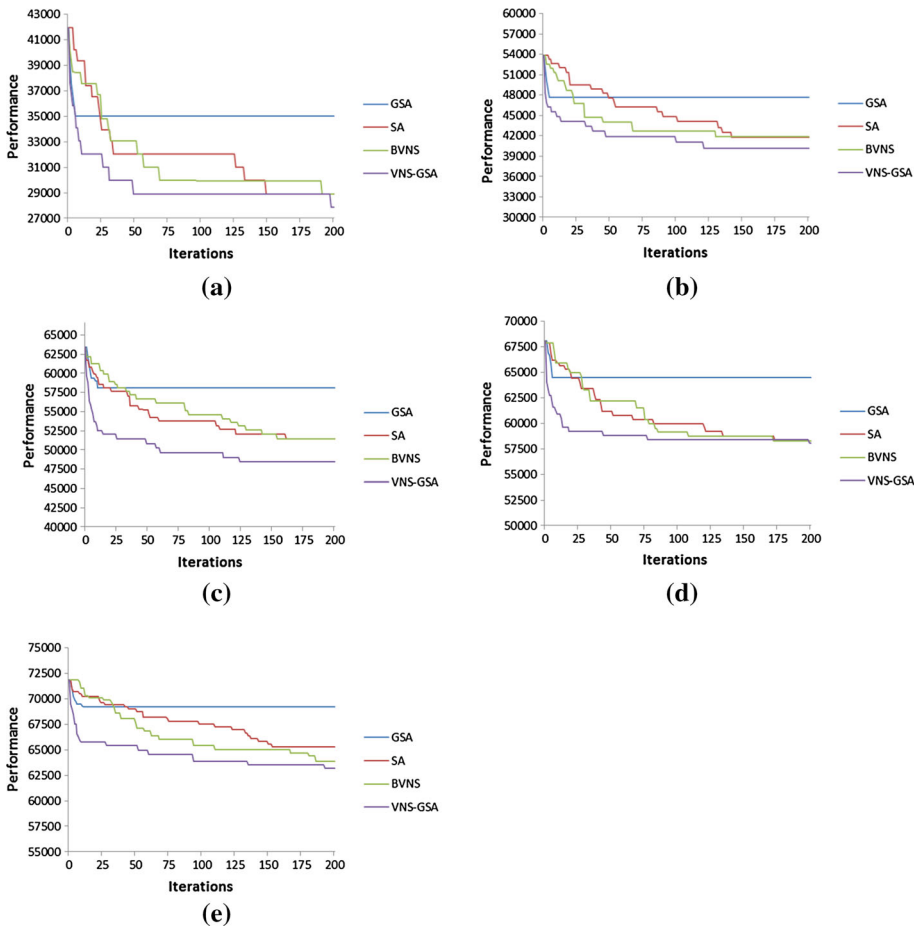 43000
41000
39000
37000
35000
33000
31000
29000
27000
Performance
0 25 50 75 100 125 150 175 200
Iterations
GSA
SA
BVNS
VNS-GSA
(a)
60000
57000
54000
51000
48000
45000
42000
39000
36000
33000
30000
Performance
0 25 50 75 100 125 150 175 200
Iterations
GSA
SA
BVNS
VNS-GSA
(b)
65000
62500
60000
57500
55000
52500
50000
47500
45000
42500
40000
Performance
0 25 50 75 100 125 150 175 200
Iterations
GSA
SA
BVNS
VNS-GSA
(c)
70000
67500
65000
62500
60000
57500
55000
52500
50000
Performance
0 25 50 75 100 125 150 175 200
Iterations
GSA
SA
BVNS
VNS-GSA
(d)
75000
72500
70000
67500
65000
62500
60000
57500
55000
Performance
0 25 50 75 100 125 150 175 200
Iterations
GSA
SA
BVNS
VNS-GSA
(e)